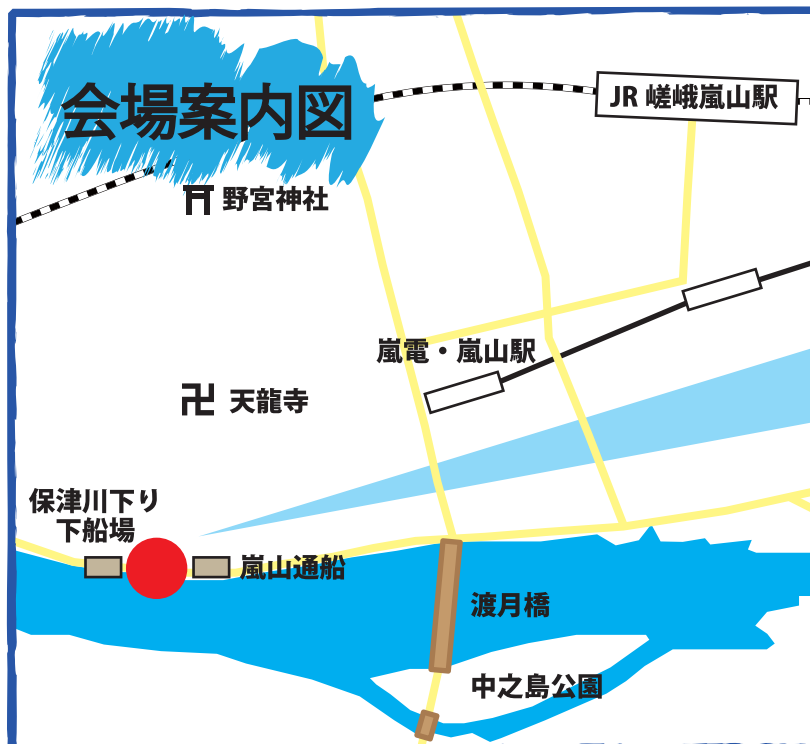 会場案内図
JR 嵯峨嵐山駅
野宮神社
嵐電・嵐山駅
卍 天龍寺
保津川下り
下船場
嵐山通船
渡月橋
中之島公園